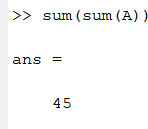 >> sum(sum(A))
ans =
45